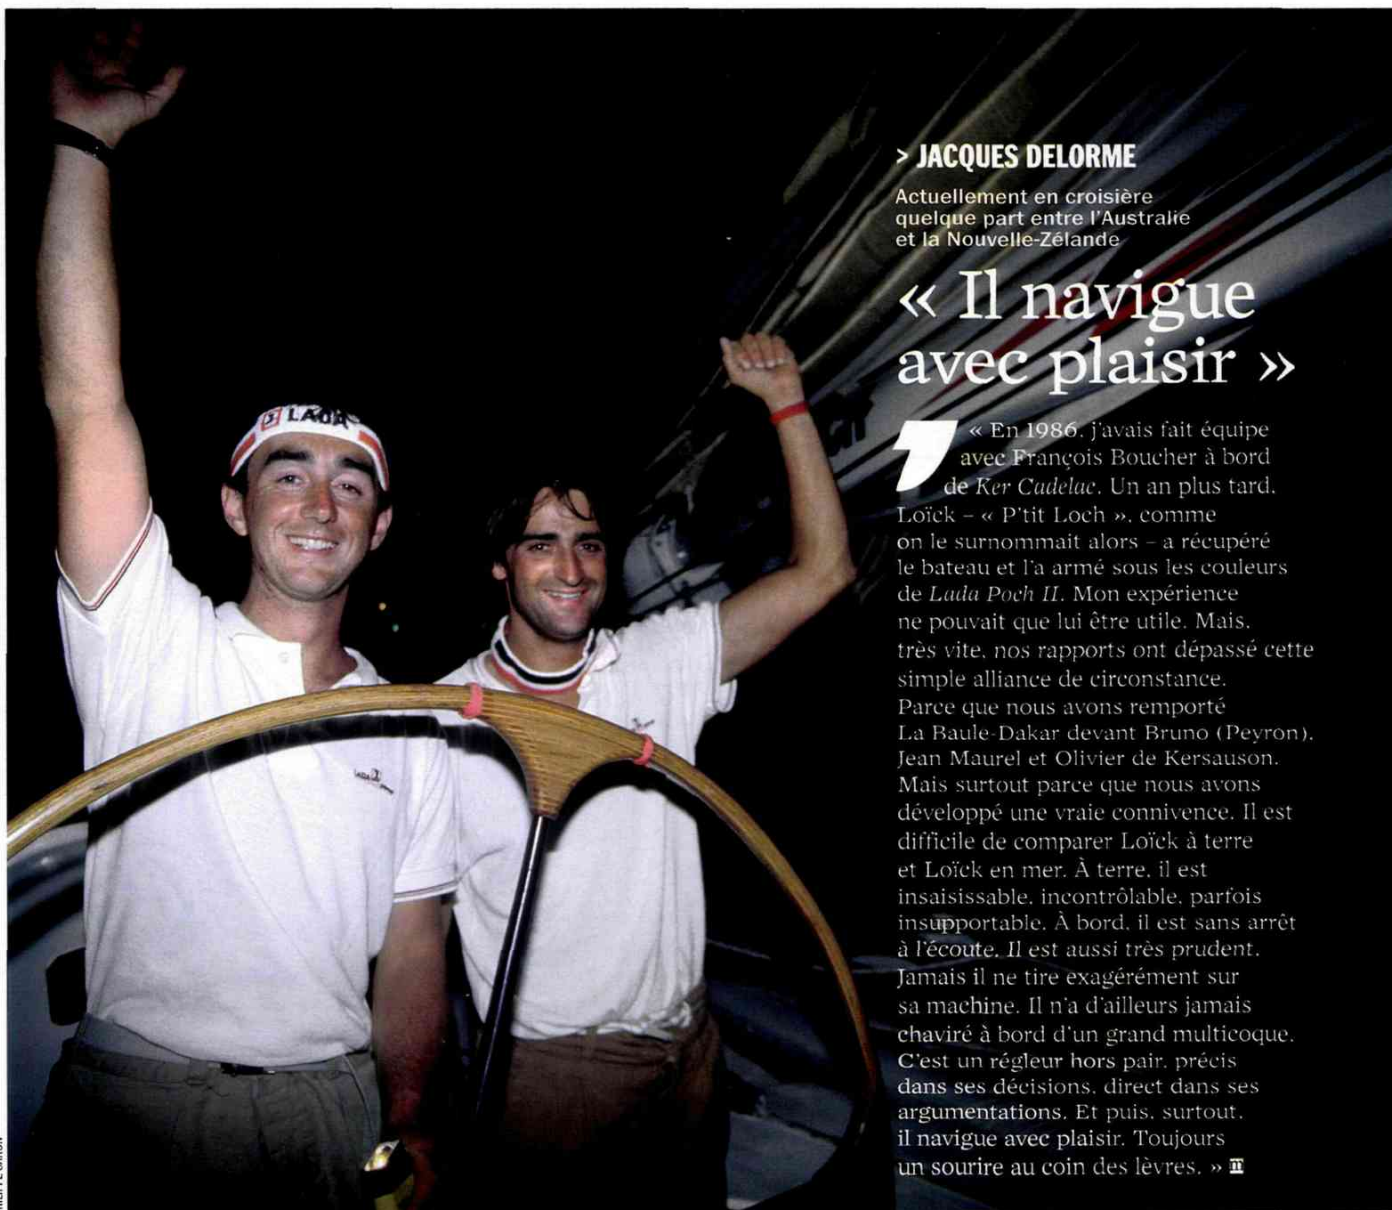 LADA
> JACQUES DELORME
Actuellement en croisière
quelque part entre l'Australie
et la Nouvelle-Zélande
« Il navigue
avec plaisir »
« En 1986, j'avais fait équipe
avec François Boucher à bord
de Ker Cadelac. Un an plus tard,
Loïck – « P'tit Loch », comme
on le surnommait alors – a récupéré
le bateau et l'a armé sous les couleurs
de Lada Poch II. Mon expérience
ne pouvait que lui être utile. Mais,
très vite, nos rapports ont dépassé cette
simple alliance de circonstance.
Parce que nous avons remporté
La Baule-Dakar devant Bruno (Peyron),
Jean Maurel et Olivier de Kersauson.
Mais surtout parce que nous avons
développé une vraie connivence. Il est
difficile de comparer Loïck à terre
et Loïck en mer. À terre, il est
insaisissable, incontrôlable, parfois
insupportable. À bord, il est sans arrêt
à l'écoute. Il est aussi très prudent.
Jamais il ne tire exagérément sur
sa machine. Il n'a d'ailleurs jamais
chaviré à bord d'un grand multicoque.
C'est un régleur hors pair, précis
dans ses décisions, direct dans ses
argumentations. Et puis, surtout,
il navigue avec plaisir. Toujours
un sourire au coin des lèvres. » m